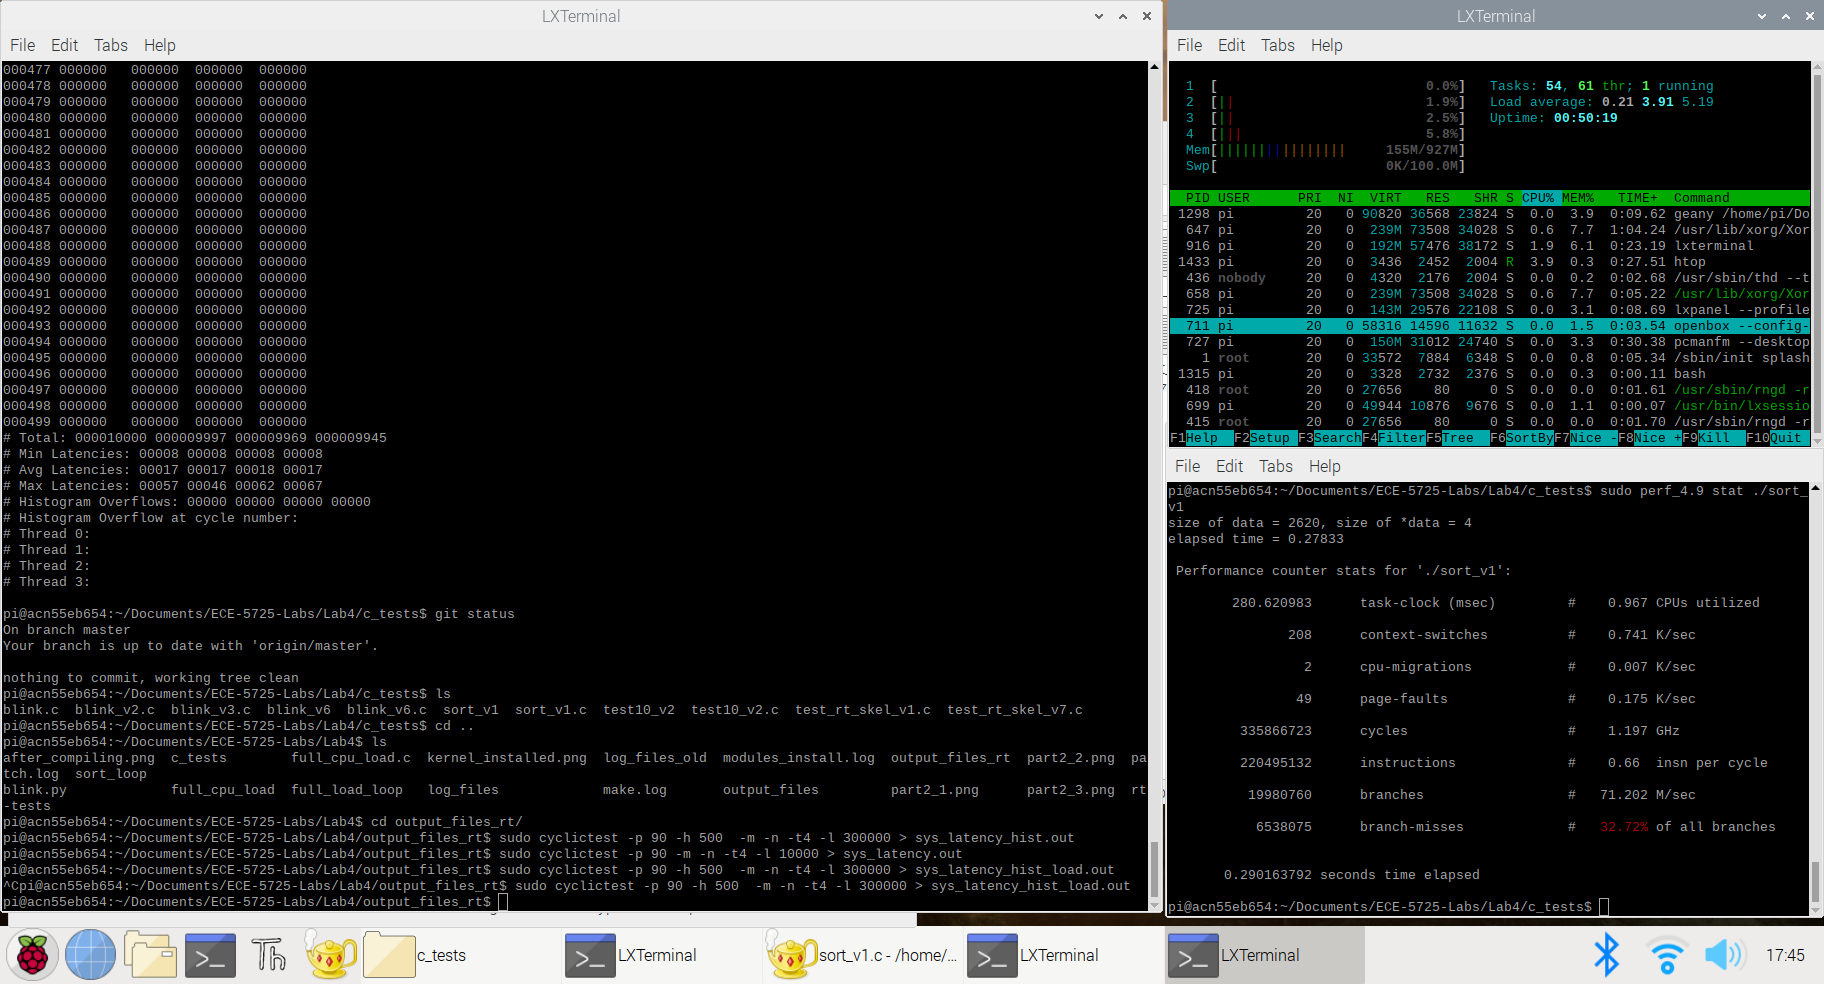 LXTerminal
File Edit Tabs Help
000477 000000   000000  000000  000000
000478 000000   000000  000000  000000
000479 000000   000000  000000  000000
000480 000000   000000  000000  000000
000481 000000   000000  000000  000000
000482 000000   000000  000000  000000
000483 000000   000000  000000  000000
000484 000000   000000  000000  000000
000485 000000   000000  000000  000000
000486 000000   000000  000000  000000
000487 000000   000000  000000  000000
000488 000000   000000  000000  000000
000489 000000   000000  000000  000000
000490 000000   000000  000000  000000
000491 000000   000000  000000  000000
000492 000000   000000  000000  000000
000493 000000   000000  000000  000000
000494 000000   000000  000000  000000
000495 000000   000000  000000  000000
000496 000000   000000  000000  000000
000497 000000   000000  000000  000000
000498 000000   000000  000000  000000
000499 000000   000000  000000  000000
# Total: 000010000 000009997 000009969 000009945
# Min Latencies: 00008 00008 00008 00008
# Avg Latencies: 00017 00017 00018 00017
# Max Latencies: 00057 00046 00062 00067
# Histogram Overflows: 00000 00000 00000 00000
# Histogram Overflow at cycle number:
# Thread 0:
# Thread 1:
# Thread 2:
# Thread 3:
pi@acn55eb654:~/Documents/ECE-5725-Labs/Lab4/c_tests$ git status
On branch master
Your branch is up to date with 'origin/master'.
nothing to commit, working tree clean
pi@acn55eb654:~/Documents/ECE-5725-Labs/Lab4/c_tests$ ls
blink.c  blink_v2.c  blink_v3.c  blink_v6  blink_v6.c  sort_v1  sort_v1.c  test10_v2  test10_v2.c  test_rt_skel_v1.c  test_rt_skel_v7.c
pi@acn55eb654:~/Documents/ECE-5725-Labs/Lab4/c_tests$ cd ..
pi@acn55eb654:~/Documents/ECE-5725-Labs/Lab4$ ls
after_compiling.png  c_tests        full_cpu_load.c  kernel_installed.png  log_files_old  modules_install.log  output_files_rt  part2_2.png  pa
tch.log  sort_loop
blink.py             full_cpu_load  full_load_loop   log_files             make.log       output_files         part2_1.png      part2_3.png  rt
-tests
pi@acn55eb654:~/Documents/ECE-5725-Labs/Lab4$ cd output_files_rt/
pi@acn55eb654:~/Documents/ECE-5725-Labs/Lab4/output_files_rt$ sudo cyclictest -p 90 -h 500  -m -n -t4 -l 300000 > sys_latency_hist.out
pi@acn55eb654:~/Documents/ECE-5725-Labs/Lab4/output_files_rt$ sudo cyclictest -p 90 -m -n -t4 -l 10000 > sys_latency.out
pi@acn55eb654:~/Documents/ECE-5725-Labs/Lab4/output_files_rt$ sudo cyclictest -p 90 -h 500  -m -n -t4 -l 300000 > sys_latency_hist_load.out
^Cpi@acn55eb654:~/Documents/ECE-5725-Labs/Lab4/output_files_rt$ sudo cyclictest -p 90 -h 500  -m -n -t4 -l 300000 > sys_latency_hist_load.out
pi@acn55eb654:~/Documents/ECE-5725-Labs/Lab4/output_files_rt$
LXTerminal
File Edit Tabs Help
1  [ 0.0%] Tasks: 54, 61 thr; 1 running
2  [|| 1.9%] Load average: 0.21 3.91 5.19
3  [|| 2.5%] Uptime: 00:50:19
4  [||| 5.8%]
Mem[|||||||||||||||| 155M/927M]
Swp[ 0K/100.0M]
PID USER PRI NI VIRT RES SHR S CPU% MEM% TIME+ Command
1298 pi 20 0 90820 36568 23824 S 0.0 3.9 0:09.62 geany /home/pi/Do
647 pi 20 0 239M 73508 34028 S 0.6 7.7 1:04.24 /usr/lib/xorg/Xor
916 pi 20 0 192M 57476 38172 S 1.9 6.1 0:23.19 lxterminal
1433 pi 20 0 3436 2452 2004 R 3.9 0.3 0:27.51 htop
436 nobody 20 0 4320 2176 2004 S 0.0 0.2 0:02.68 /usr/sbin/thd --t
658 pi 20 0 239M 73508 34028 S 0.6 7.7 0:05.22 /usr/lib/xorg/Xor
725 pi 20 0 143M 29576 22108 S 0.0 3.1 0:08.69 lxpanel --profile
711 pi 20 0 58316 14596 11632 S 0.0 1.5 0:03.54 openbox --config-
727 pi 20 0 150M 31012 24740 S 0.0 3.3 0:30.38 pcmanfm --desktop
1 root 20 0 33572 7884 6348 S 0.0 0.8 0:05.34 /sbin/init splash
1315 pi 20 0 3328 2732 2376 S 0.0 0.3 0:00.11 bash
418 root 20 0 27656 80 0 S 0.0 0.0 0:01.61 /usr/sbin/rngd -r
699 pi 20 0 49944 10876 9676 S 0.0 1.1 0:00.07 /usr/bin/lxsessio
415 root 20 0 27656 80 0 S 0.0 0.0 0:01.70 /usr/sbin/rngd -r
F1Help F2Setup F3SearchF4FilterF5Tree F6SortByF7Nice -F8Nice +F9Kill F10Quit
File Edit Tabs Help
pi@acn55eb654:~/Documents/ECE-5725-Labs/Lab4/c_tests$ sudo perf_4.9 stat ./sort_
v1
size of data = 2620, size of *data = 4
elapsed time = 0.27833
Performance counter stats for './sort_v1':
280.620983 task-clock (msec) # 0.967 CPUs utilized
208 context-switches # 0.741 K/sec
2 cpu-migrations # 0.007 K/sec
49 page-faults # 0.175 K/sec
335866723 cycles # 1.197 GHz
220495132 instructions # 0.66 insn per cycle
19980760 branches # 71.202 M/sec
6538075 branch-misses # 32.72% of all branches
0.290163792 seconds time elapsed
pi@acn55eb654:~/Documents/ECE-5725-Labs/Lab4/c_tests$
Th
c_tests
LXTerminal
sort_v1.c - /home/...
LXTerminal
LXTerminal
17:45